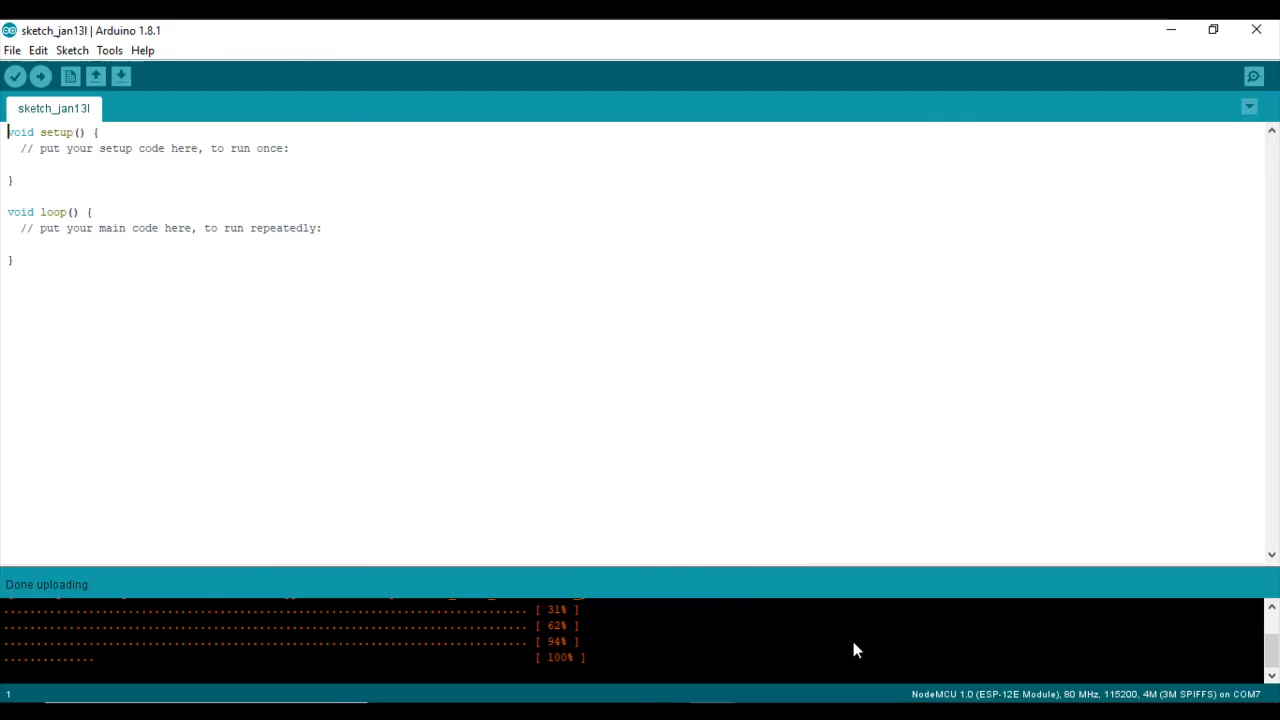 sketch_jan13l | Arduino 1.8.1
File Edit Sketch Tools Help
sketch_jan13l
void setup() {
// put your setup code here, to run once:
}
void loop() {
// put your main code here, to run repeatedly:
}
Done uploading.
................................................................................ [ 31% ]
................................................................................ [ 62% ]
................................................................................ [ 94% ]
.............. [ 100% ]
1 NodeMCU 1.0 (ESP-12E Module), 80 MHz, 115200, 4M (3M SPIFFS) on COM7